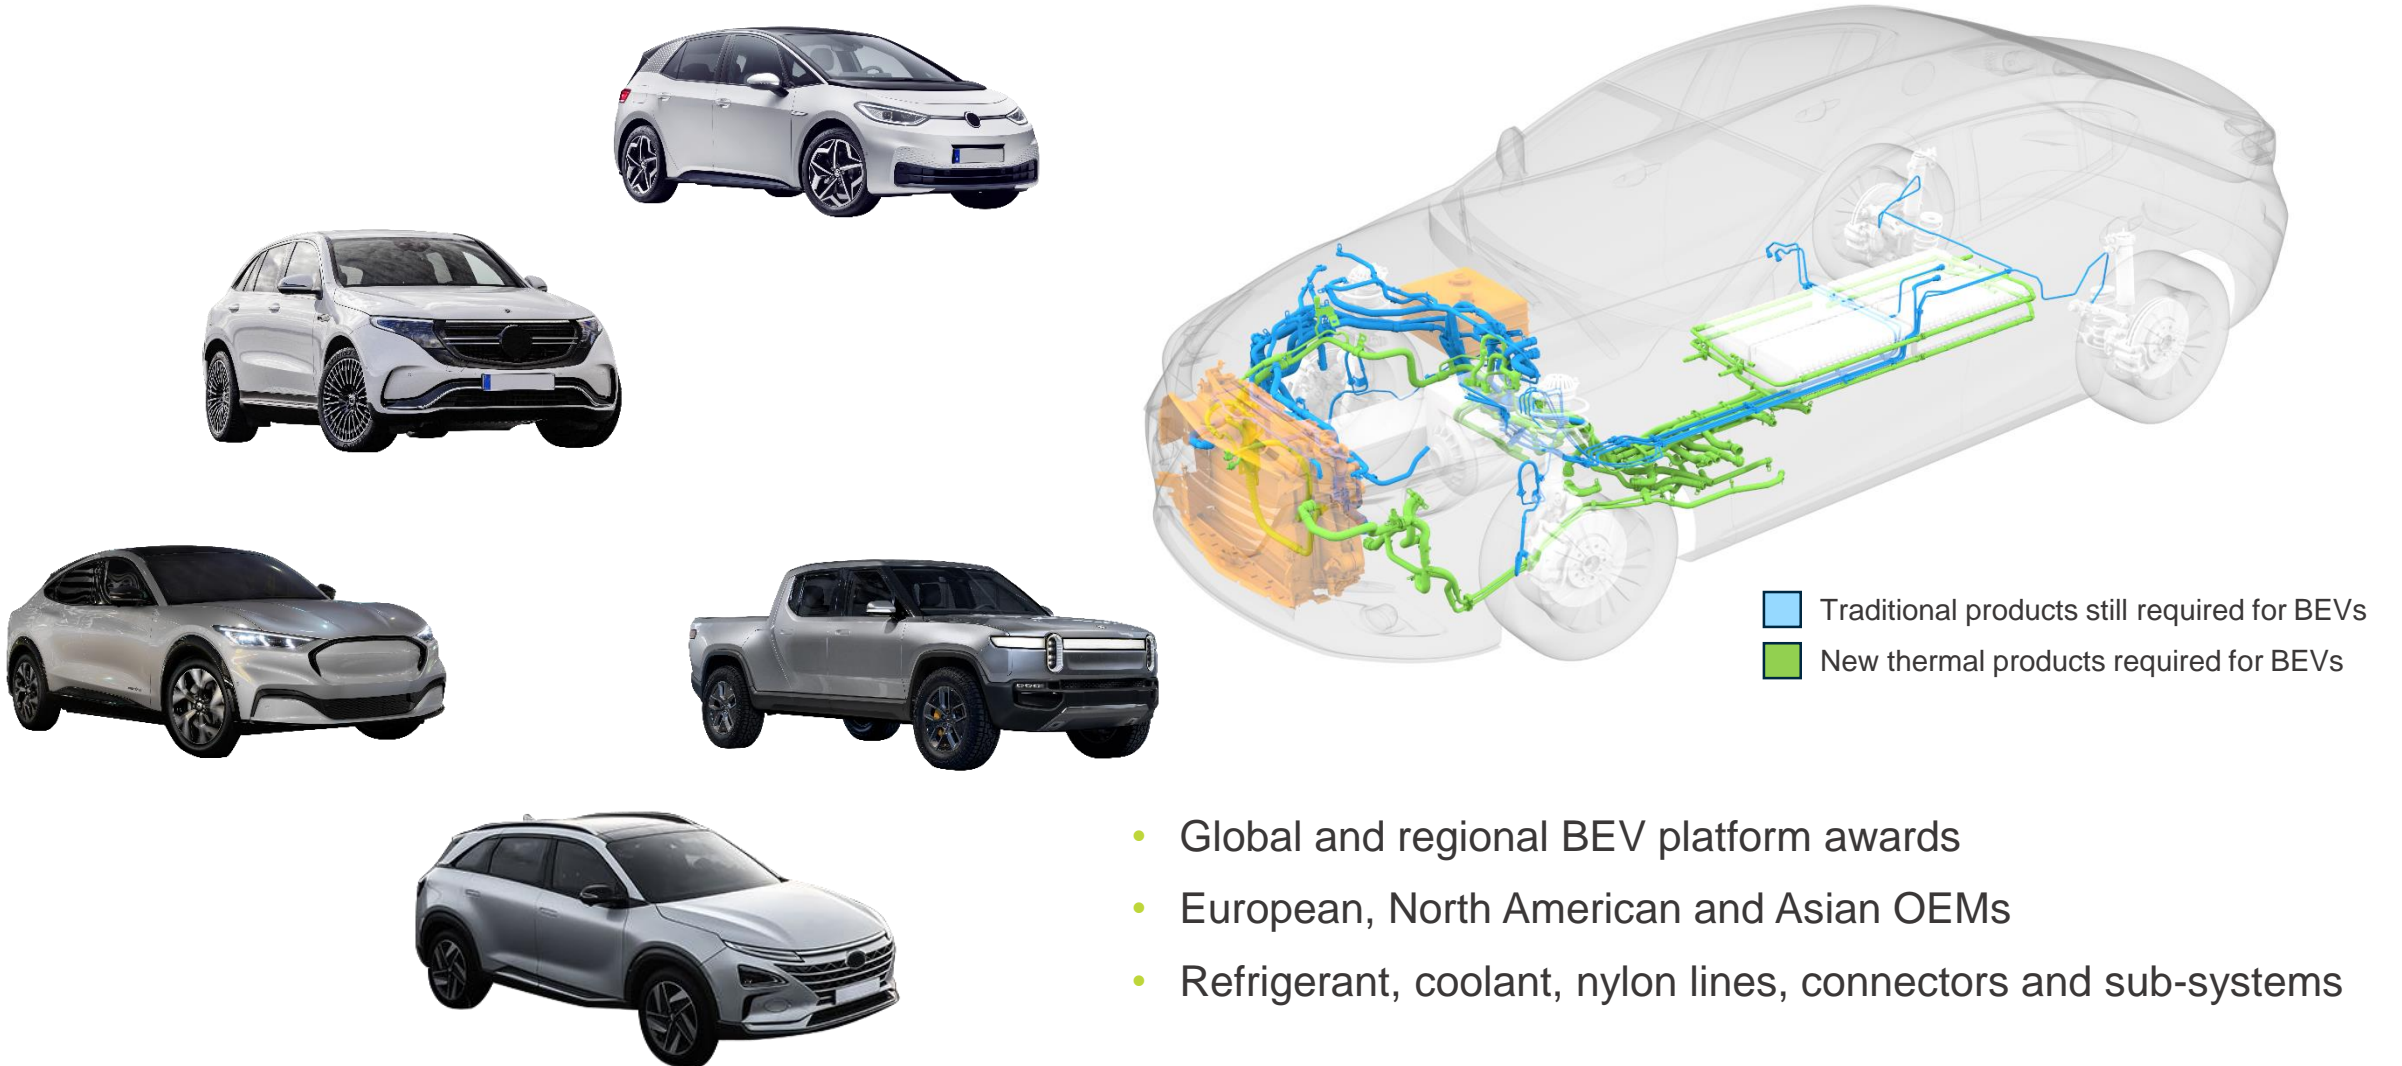 Traditional products still required for BEVs
New thermal products required for BEVs
• Global and regional BEV platform awards
• European, North American and Asian OEMs
• Refrigerant, coolant, nylon lines, connectors and sub-systems